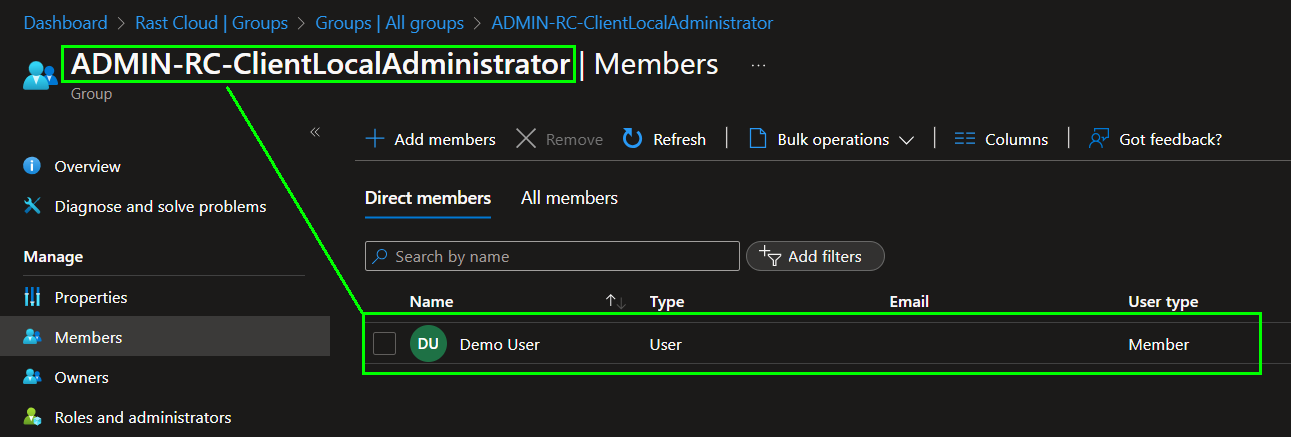 Dashboard > Rast Cloud | Groups > Groups | All groups > ADMIN-RC-ClientLocalAdministrator
ADMIN-RC-ClientLocalAdministrator | Members ...
Group
«
Add members Remove Refresh Bulk operations Columns Got feedback?
Overview
Diagnose and solve problems
Manage
Properties
Members
Owners
Roles and administrators
Direct members All members
Search by name Add filters
Name Type Email User type
DU Demo User User Member